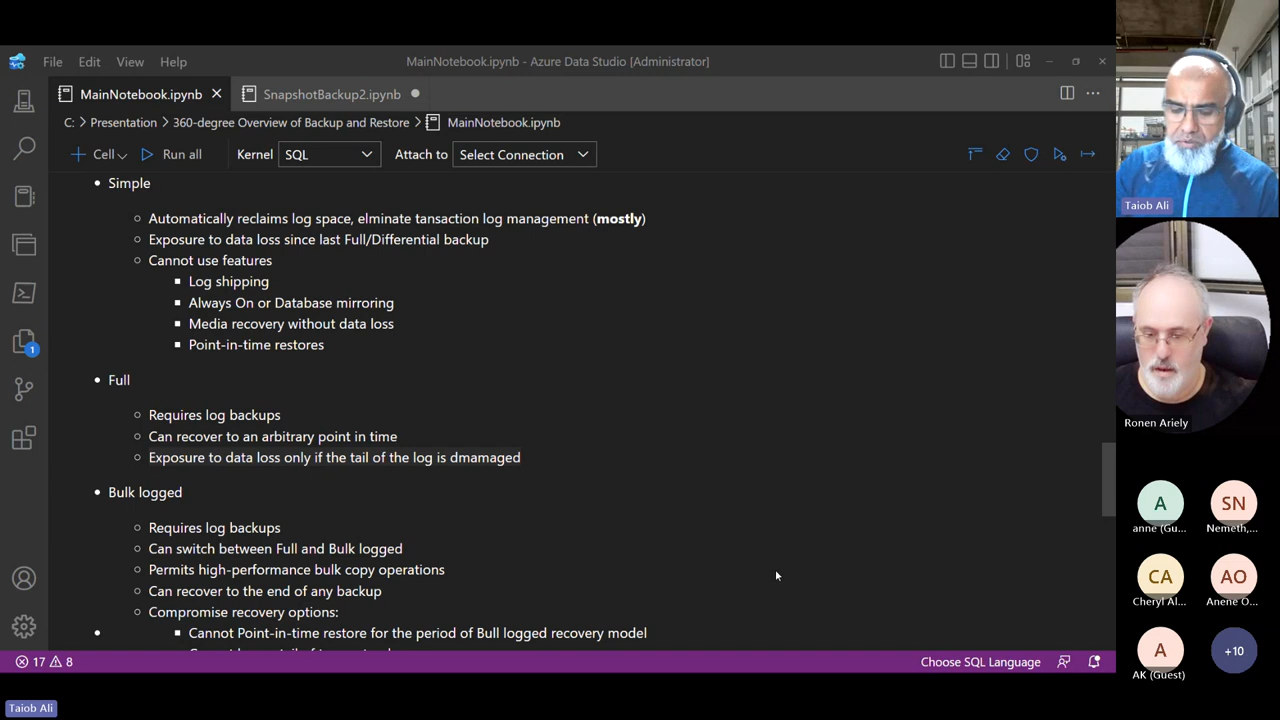 File Edit View Help
MainNotebook.ipynb - Azure Data Studio [Administrator]
MainNotebook.ipynb
SnapshotBackup2.ipynb
C: > Presentation > 360-degree Overview of Backup and Restore > MainNotebook.ipynb
+ Cell Run all Kernel SQL Attach to Select Connection
• Simple
Automatically reclaims log space, elminate tansaction log management (mostly)
Exposure to data loss since last Full/Differential backup
Cannot use features
Log shipping
Always On or Database mirroring
Media recovery without data loss
Point-in-time restores
• Full
Requires log backups
Can recover to an arbitrary point in time
Exposure to data loss only if the tail of the log is dmamaged
• Bulk logged
Requires log backups
Can switch between Full and Bulk logged
Permits high-performance bulk copy operations
Can recover to the end of any backup
Compromise recovery options:
Cannot Point-in-time restore for the period of Bull logged recovery model
1
17 8
Choose SQL Language
Taiob Ali
Taiob Ali
Ronen Ariely
A
anne (Gu...
SN
Nemeth,...
CA
Cheryl Al...
AO
Anene O...
A
AK (Guest)
+10